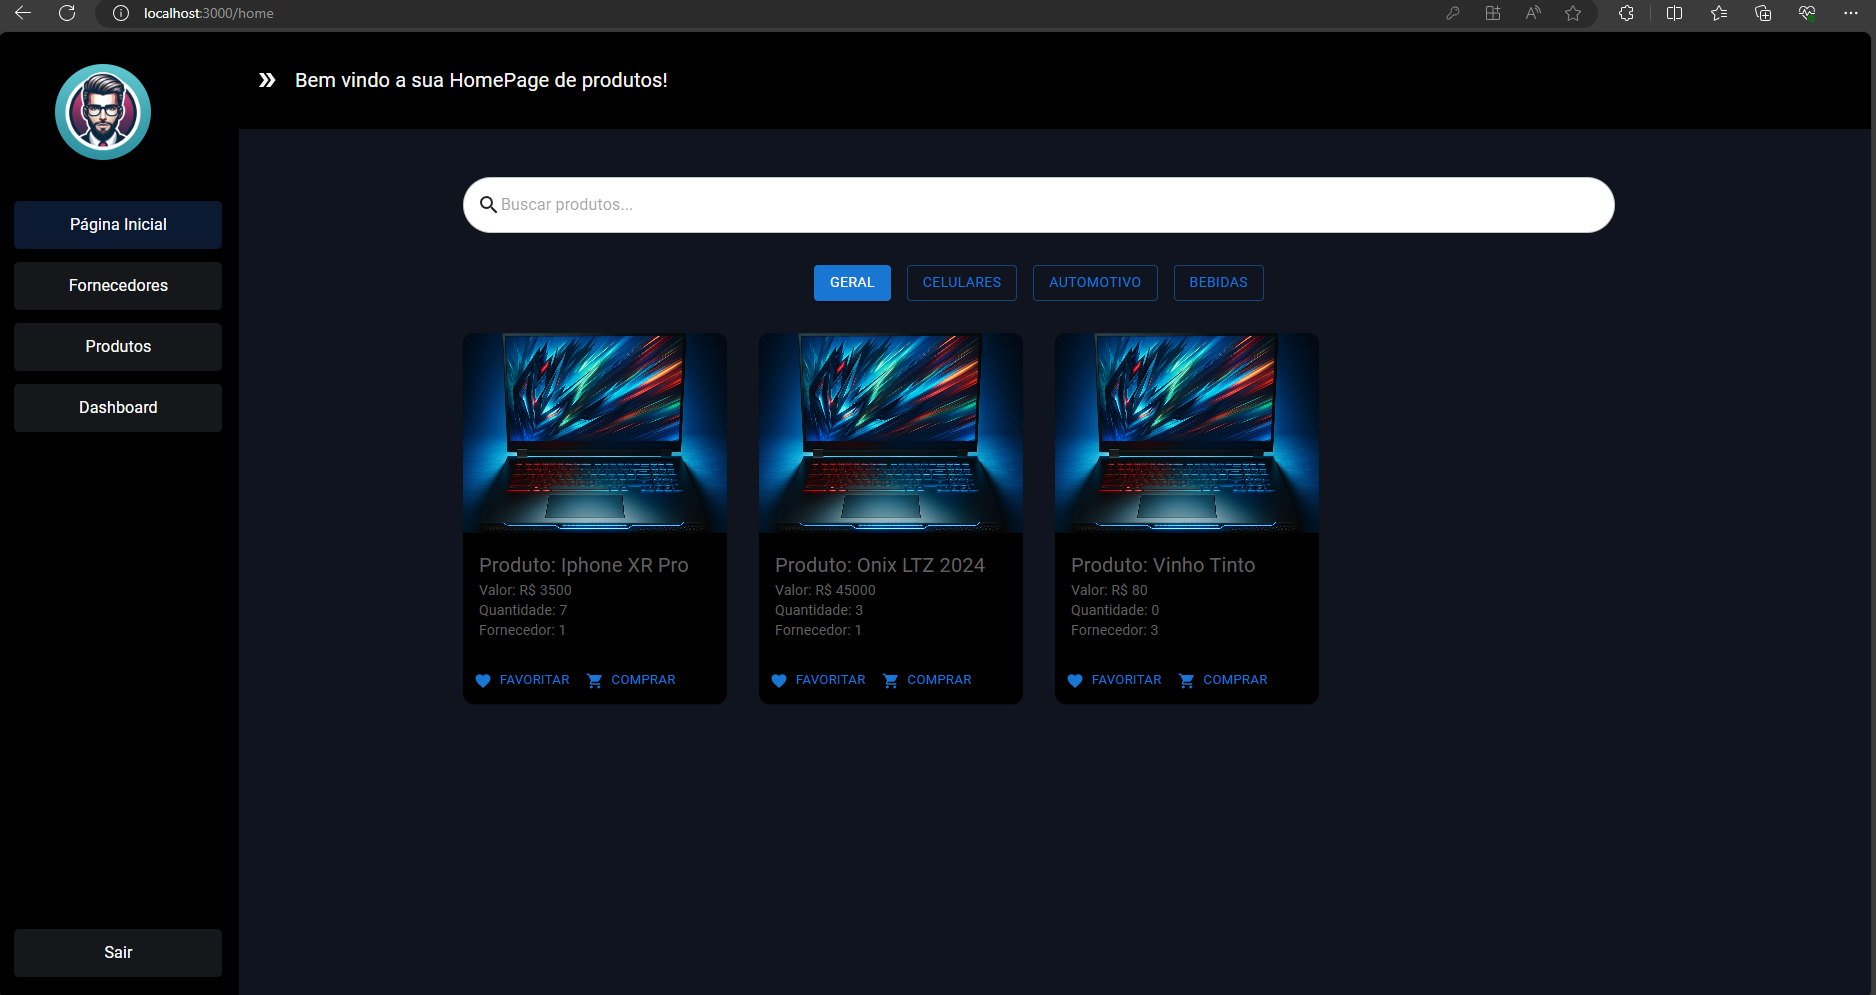 localhost:3000/home
Bem vindo a sua HomePage de produtos!
Página Inicial
Fornecedores
Produtos
Dashboard
Sair
Buscar produtos...
GERAL CELULARES AUTOMOTIVO BEBIDAS
Produto: Iphone XR Pro
Valor: R$ 3500
Quantidade: 7
Fornecedor: 1
FAVORITAR COMPRAR
Produto: Onix LTZ 2024
Valor: R$ 45000
Quantidade: 3
Fornecedor: 1
FAVORITAR COMPRAR
Produto: Vinho Tinto
Valor: R$ 80
Quantidade: 0
Fornecedor: 3
FAVORITAR COMPRAR